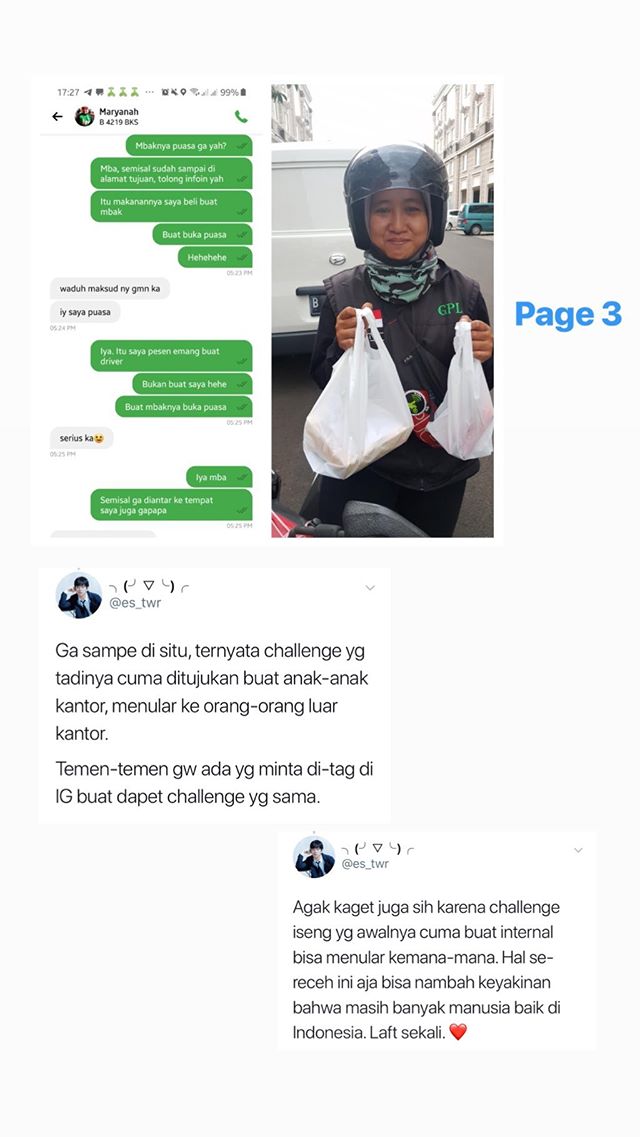 17:27 ... 99%
Maryanah
B 4219 BKS
Mbaknya puasa ga yah?
Mba, semisal sudah sampai di
alamat tujuan, tolong infoin yah
Itu makanannya saya beli buat
mbak
Buat buka puasa
Hehehehe
05:23 PM
waduh maksud ny gmn ka
iy saya puasa
05:24 PM
Iya. Itu saya pesen emang buat
driver
Bukan buat saya hehe
Buat mbaknya buka puasa
05:25 PM
serius ka😀
05:25 PM
Iya mba
Semisal ga diantar ke tempat
saya juga gapapa
05:25 PM
GPL
B
Page 3
╮(╯▽╰)╭
@es_twr
Ga sampe di situ, ternyata challenge yg
tadinya cuma ditujukan buat anak-anak
kantor, menular ke orang-orang luar
kantor.
Temen-temen gw ada yg minta di-tag di
IG buat dapet challenge yg sama.
╮(╯▽╰)╭
@es_twr
Agak kaget juga sih karena challenge
iseng yg awalnya cuma buat internal
bisa menular kemana-mana. Hal se-
receh ini aja bisa nambah keyakinan
bahwa masih banyak manusia baik di
Indonesia. Laft sekali. ❤️